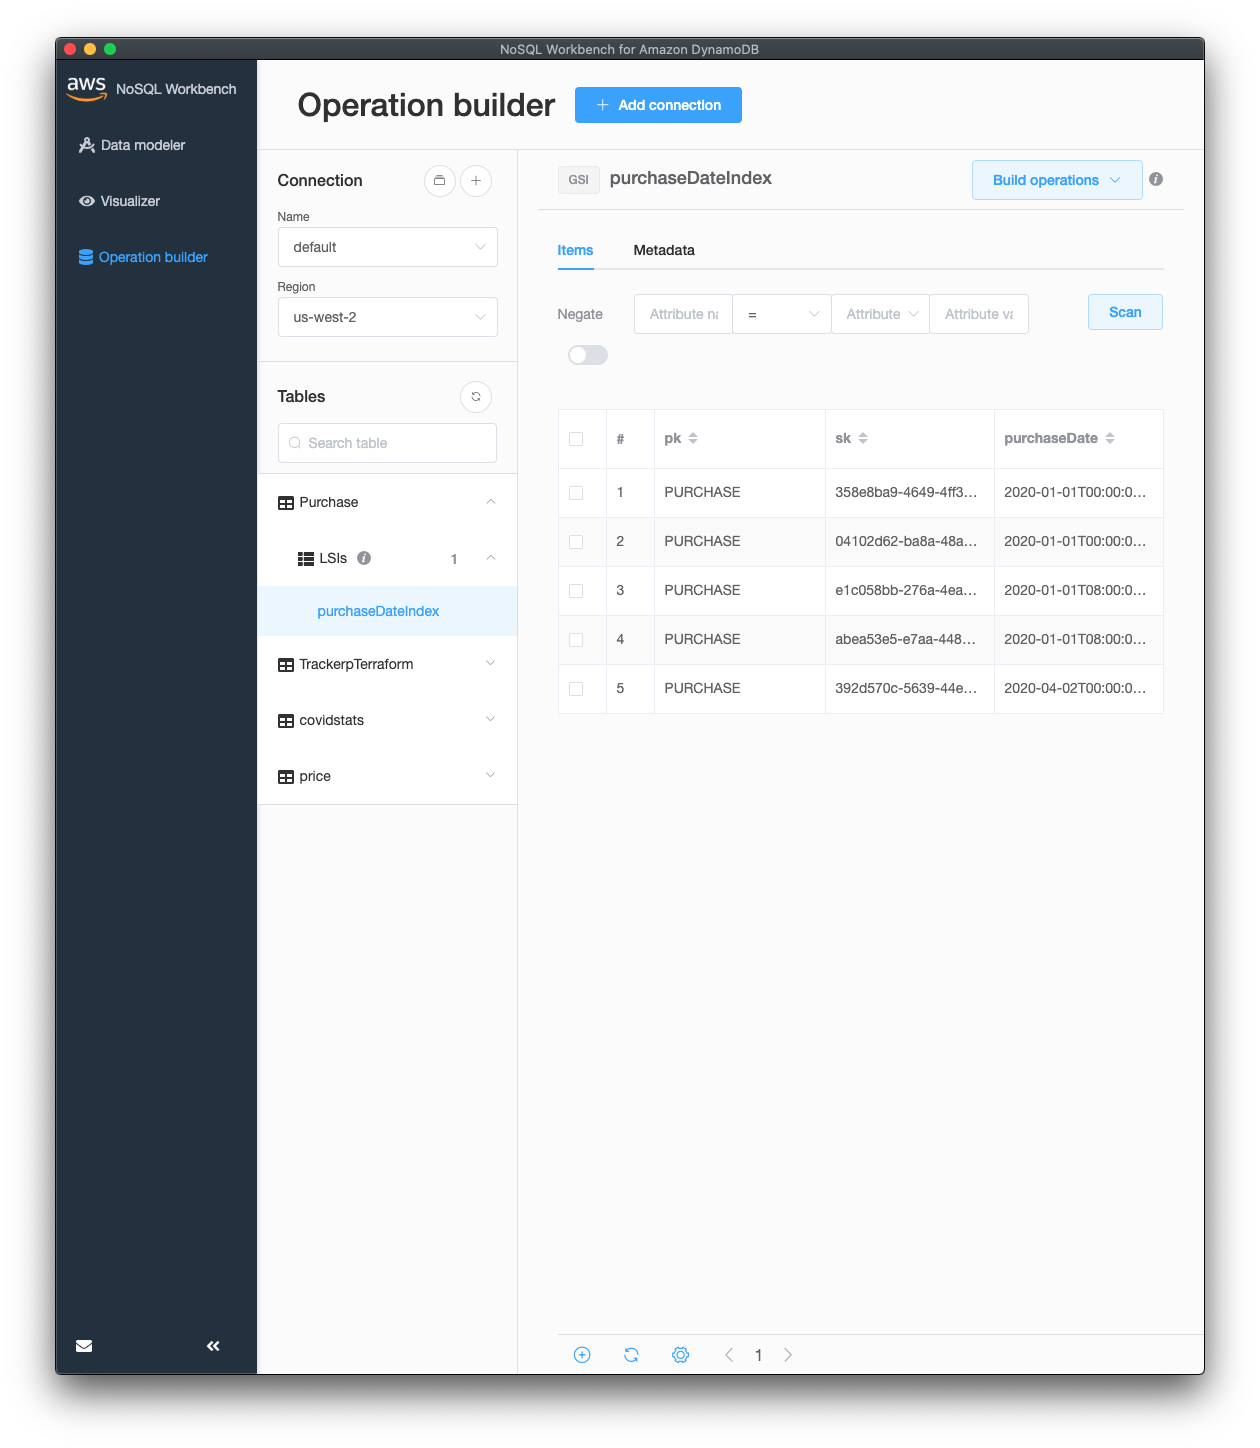 NoSQL Workbench for Amazon DynamoDB
aws NoSQL Workbench
Data modeler
Visualizer
Operation builder
Operation builder
Add connection
Connection
Name
default
Region
us-west-2
Tables
Search table
Purchase
LSIs 1
purchaseDateIndex
TrackerpTerraform
covidstats
price
GSI purchaseDateIndex
Build operations
Items Metadata
Negate Attribute na = Attribute Attribute va Scan
# pk sk purchaseDate
1 PURCHASE 358e8ba9-4649-4ff3... 2020-01-01T00:00:0...
2 PURCHASE 04102d62-ba8a-48a... 2020-01-01T00:00:0...
3 PURCHASE e1c058bb-276a-4ea... 2020-01-01T08:00:0...
4 PURCHASE abea53e5-e7aa-448... 2020-01-01T08:00:0...
5 PURCHASE 392d570c-5639-44e... 2020-04-02T00:00:0...
1